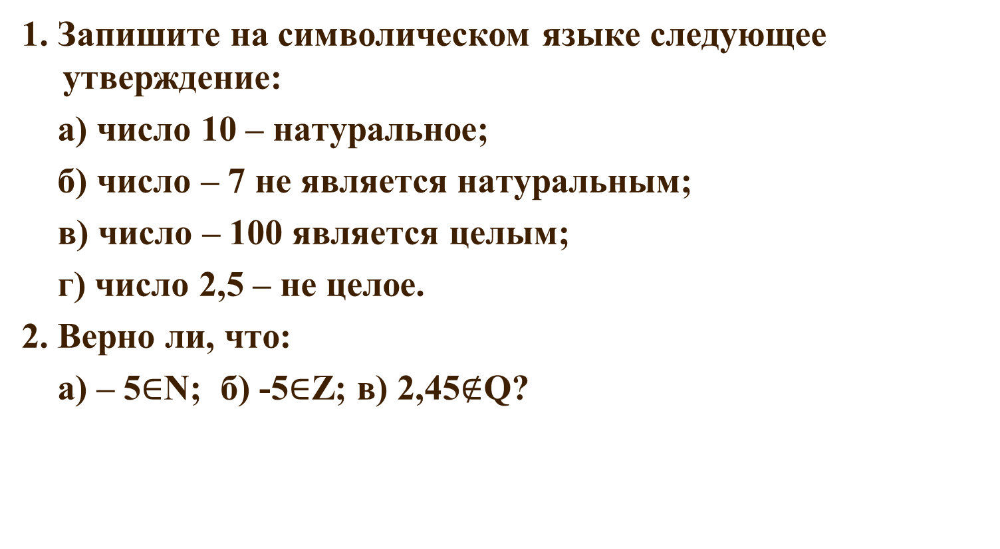 1. Запишите на символическом языке следующее
утверждение:
а) число 10 – натуральное;
б) число – 7 не является натуральным;
в) число – 100 является целым;
г) число 2,5 – не целое.
2. Верно ли, что:
а) – 5∈N; б) -5∈Z; в) 2,45∉Q?